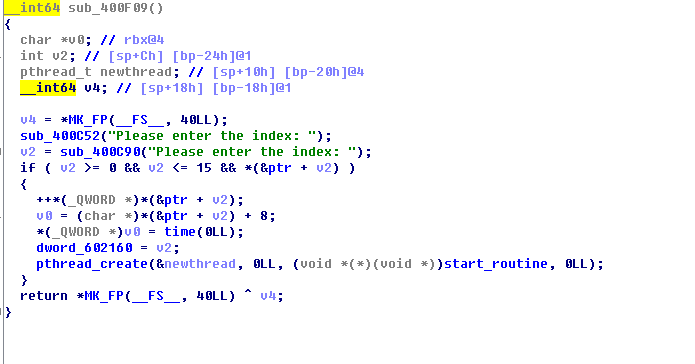 __int64 sub_400F09()
{
char *v0; // rbx@4
int v2; // [sp+Ch] [bp-24h]@1
pthread_t newthread; // [sp+10h] [bp-20h]@4
__int64 v4; // [sp+18h] [bp-18h]@1
v4 = *MK_FP(__FS__, 40LL);
sub_400C52("Please enter the index: ");
v2 = sub_400C90("Please enter the index: ");
if ( v2 >= 0 && v2 <= 15 && *(&ptr + v2) )
{
++*(_QWORD *)*(&ptr + v2);
v0 = (char *)*(&ptr + v2) + 8;
*(_QWORD *)v0 = time(0LL);
dword_602160 = v2;
pthread_create(&newthread, 0LL, (void *(*)(void *))start_routine, 0LL);
}
return *MK_FP(__FS__, 40LL) ^ v4;
}